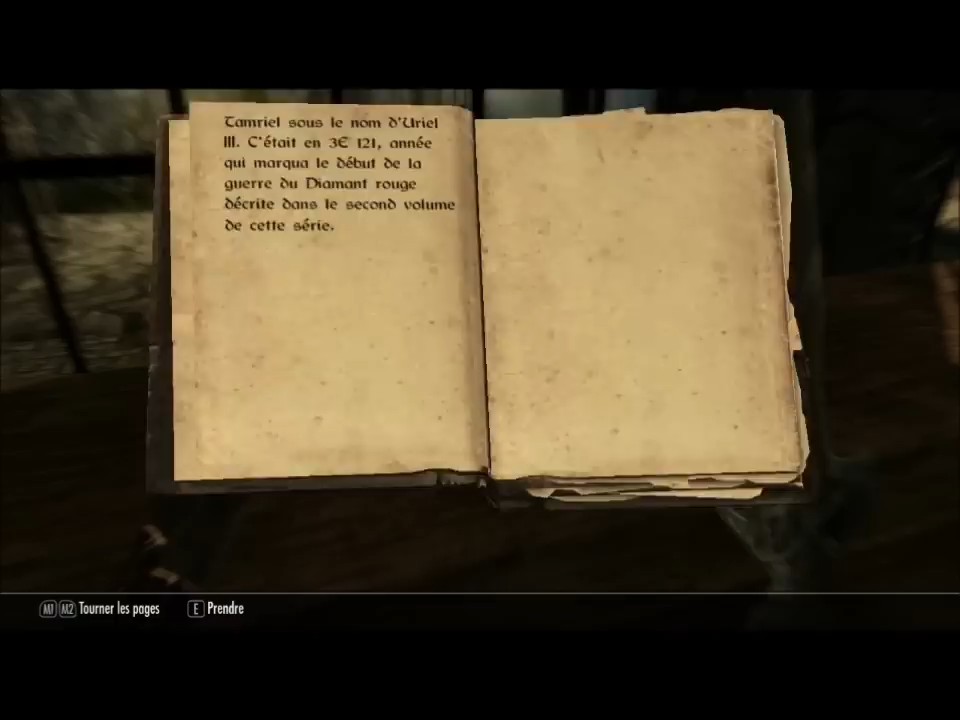 Tamriel sous le nom d'Uriel
III. C'était en 3E 121, année
qui marqua le début de la
guerre du Diamant rouge
décrite dans le second volume
de cette série.
M1 M2 Tourner les pages E Prendre